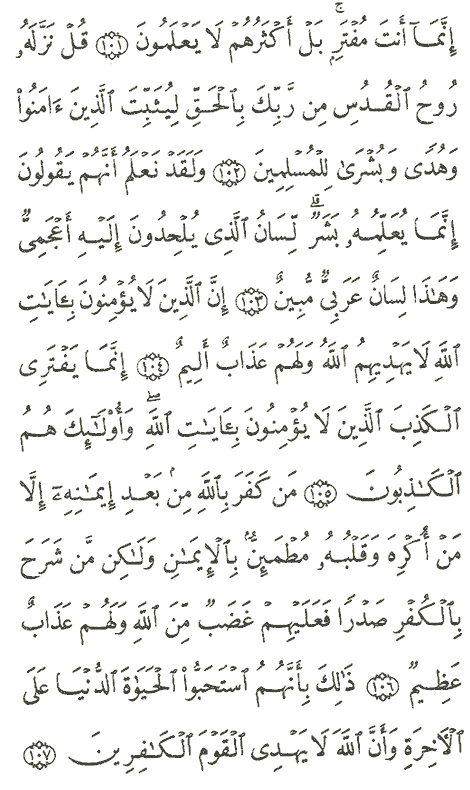 إِنَّمَآ أَنتَ مُفۡتَرِۭۚ بَلۡ أَكۡثَرُهُمۡ لَا يَعۡلَمُونَ ١٠١ قُلۡ نَزَّلَهُۥ
رُوحُ ٱلۡقُدُسِ مِن رَّبِّكَ بِٱلۡحَقِّ لِيُثَبِّتَ ٱلَّذِينَ ءَامَنُواْ
وَهُدٗى وَبُشۡرَىٰ لِلۡمُسۡلِمِينَ ١٠٢ وَلَقَدۡ نَعۡلَمُ أَنَّهُمۡ يَقُولُونَ
إِنَّمَا يُعَلِّمُهُۥ بَشَرٞۗ لِّسَانُ ٱلَّذِي يُلۡحِدُونَ إِلَيۡهِ أَعۡجَمِيّٞ
وَهَٰذَا لِسَانٌ عَرَبِيّٞ مُّبِينٌ ١٠٣ إِنَّ ٱلَّذِينَ لَا يُؤۡمِنُونَ بِـَٔايَٰتِ
ٱللَّهِ لَا يَهۡدِيهِمُ ٱللَّهُ وَلَهُمۡ عَذَابٌ أَلِيمٌ ١٠٤ إِنَّمَا يَفۡتَرِي
ٱلۡكَذِبَ ٱلَّذِينَ لَا يُؤۡمِنُونَ بِـَٔايَٰتِ ٱللَّهِۖ وَأُوْلَٰٓئِكَ هُمُ
ٱلۡكَٰذِبُونَ ١٠٥ مَن كَفَرَ بِٱللَّهِ مِنۢ بَعۡدِ إِيمَٰنِهِۦٓ إِلَّا
مَنۡ أُكۡرِهَ وَقَلۡبُهُۥ مُطۡمَئِنُّۢ بِٱلۡإِيمَٰنِ وَلَٰكِن مَّن شَرَحَ
بِٱلۡكُفۡرِ صَدۡرٗا فَعَلَيۡهِمۡ غَضَبٞ مِّنَ ٱللَّهِ وَلَهُمۡ عَذَابٌ
عَظِيمٞ ١٠٦ ذَٰلِكَ بِأَنَّهُمُ ٱسۡتَحَبُّواْ ٱلۡحَيَوٰةَ ٱلدُّنۡيَا عَلَى
ٱلۡأٓخِرَةِ وَأَنَّ ٱللَّهَ لَا يَهۡدِي ٱلۡقَوۡمَ ٱلۡكَٰفِرِينَ ١٠٧